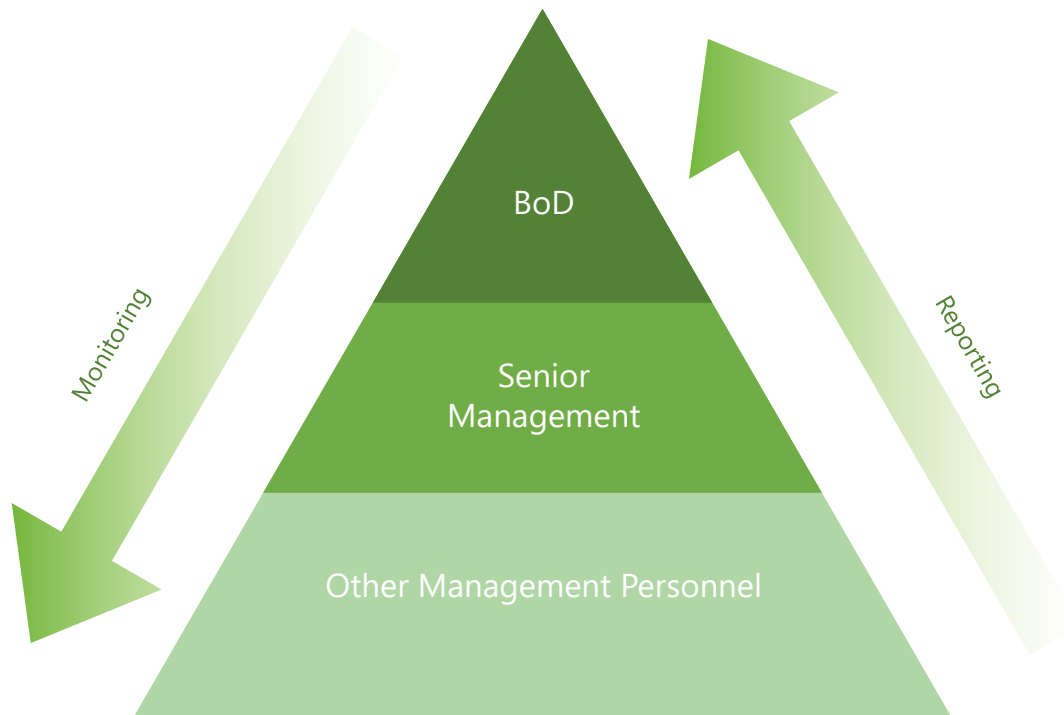 BoD
Monitoring
Reporting
Senior
Management
Other Management Personnel